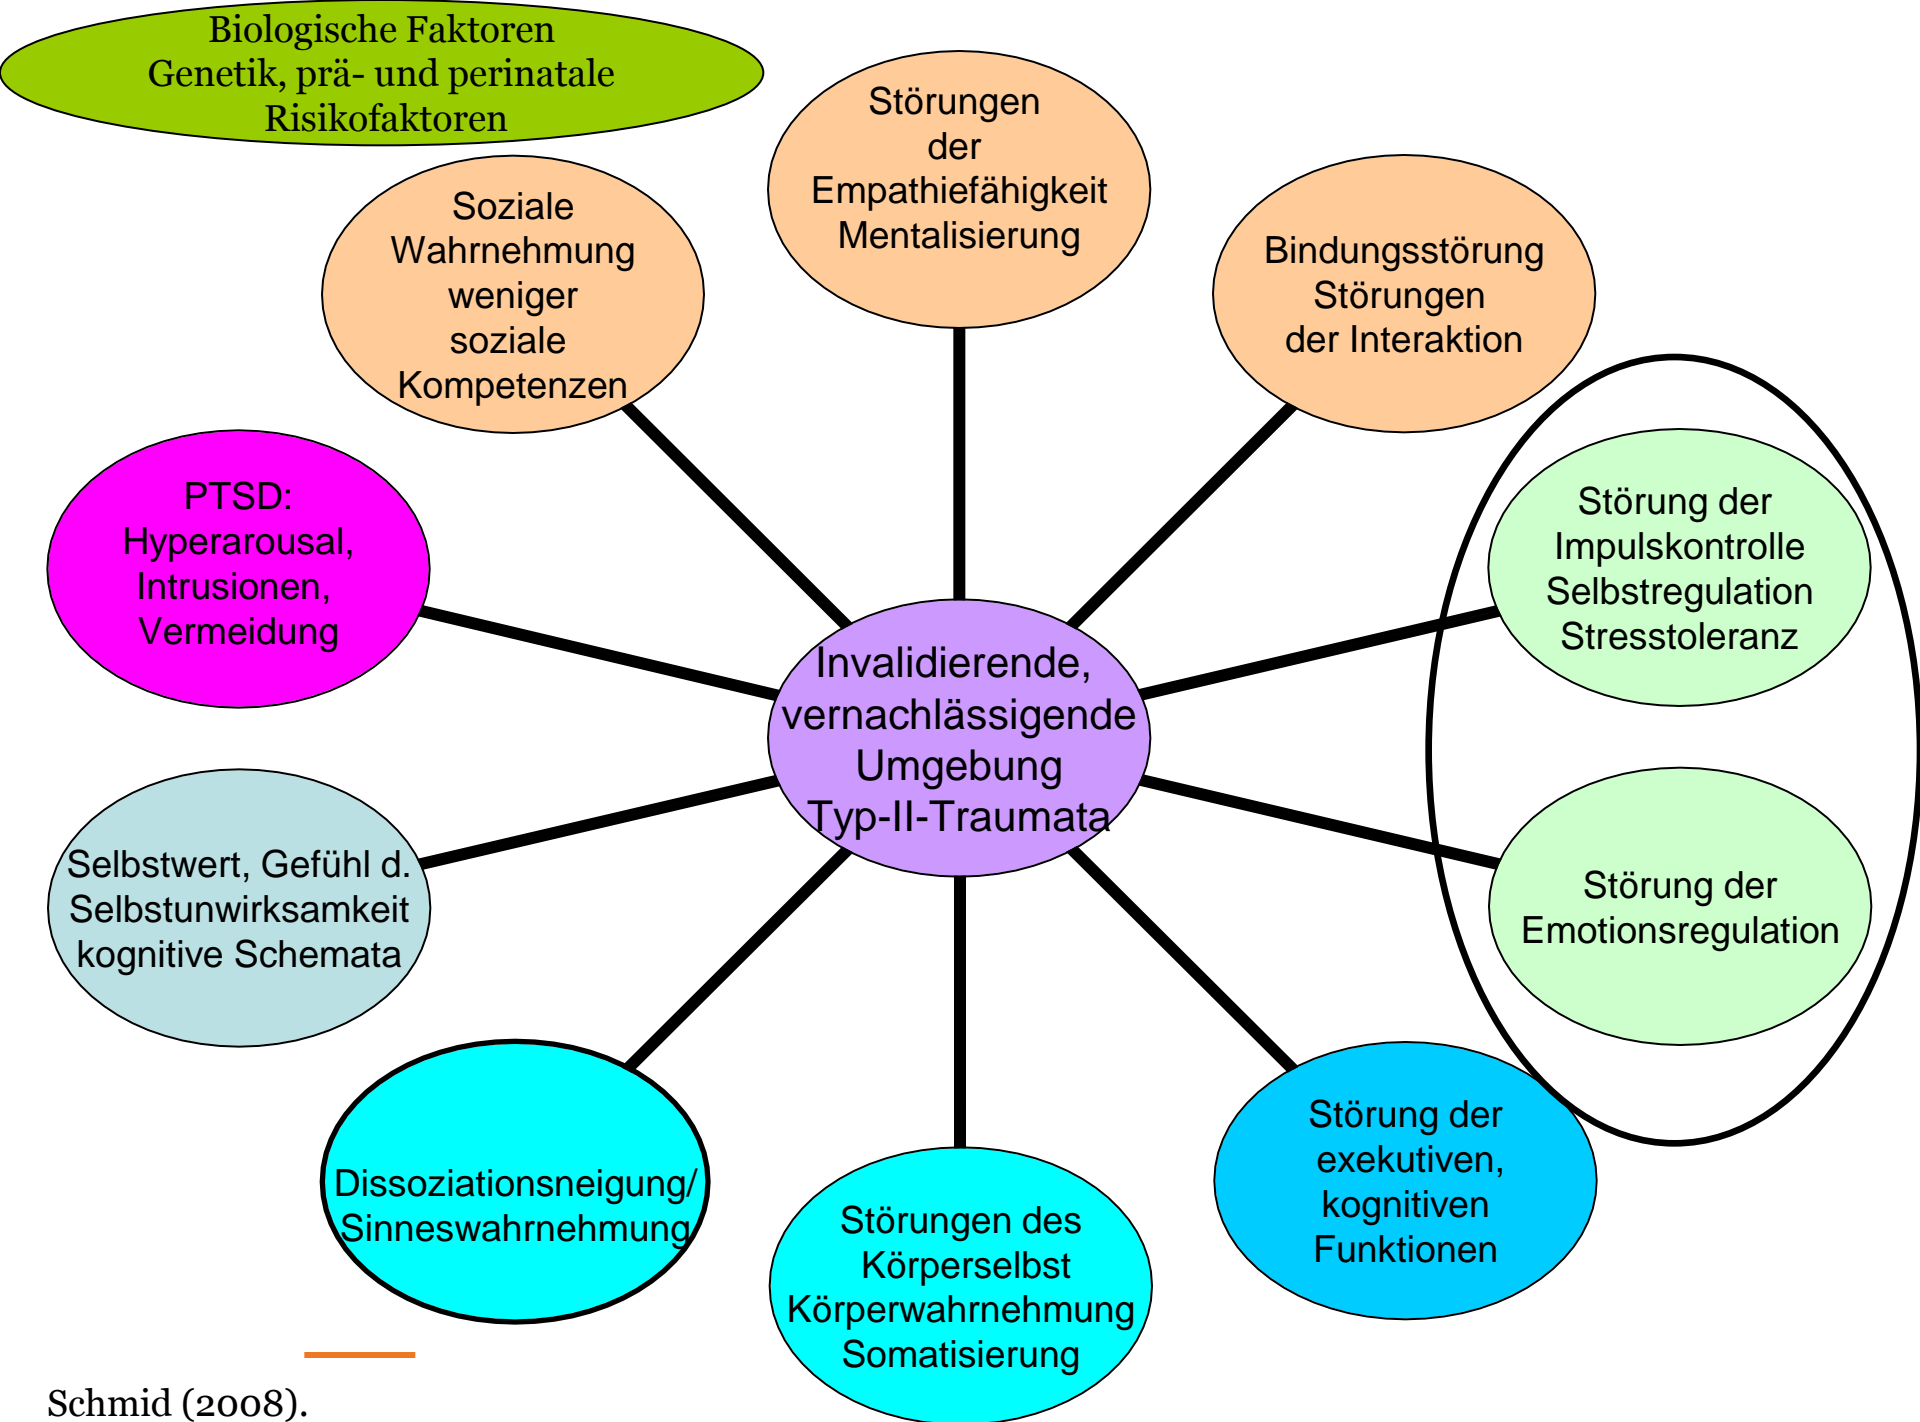 Biologische Faktoren
Genetik, prä- und perinatale
Risikofaktoren
Störungen
der
Empathiefähigkeit
Mentalisierung
Soziale
Wahrnehmung
weniger
soziale
Kompetenzen
Bindungsstörung
Störungen
der Interaktion
PTSD:
Hyperarousal,
Intrusionen,
Vermeidung
Störung der
Impulskontrolle
Selbstregulation
Stresstoleranz
Invalidierende,
vernachlässigende
Umgebung
Typ-II-Traumata
Selbstwert, Gefühl d.
Selbstunwirksamkeit
kognitive Schemata
Störung der
Emotionsregulation
Dissoziationsneigung/
Sinneswahrnehmung
Störungen des
Körperselbst
Körperwahrnehmung
Somatisierung
Störung der
exekutiven,
kognitiven
Funktionen
Schmid (2008).